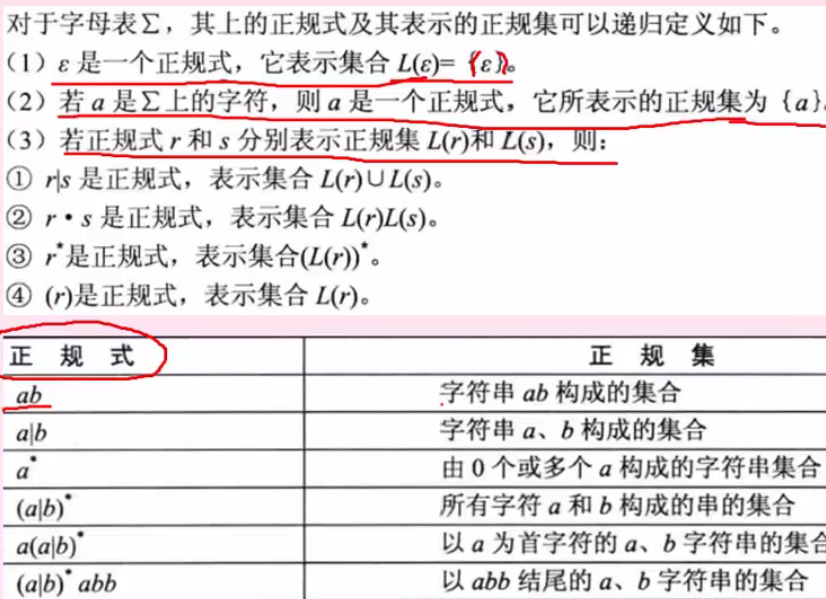 对于字母表Σ，其上的正规式及其表示的正规集可以递归定义如下。
（1）ε 是一个正规式，它表示集合 L(ε)= {ε}。
（2）若 a 是Σ上的字符，则 a 是一个正规式，它所表示的正规集为 {a}。
（3）若正规式 r 和 s 分别表示正规集 L(r)和 L(s)，则：
① r|s 是正规式，表示集合 L(r)∪L(s)。
② r·s 是正规式，表示集合 L(r)L(s)。
③ r*是正规式，表示集合(L(r))*。
④ (r)是正规式，表示集合 L(r)。
正 规 式 正 规 集
ab 字符串 ab 构成的集合
a|b 字符串 a、b 构成的集合
a* 由 0 个或多个 a 构成的字符串集合
(a|b)* 所有字符 a 和 b 构成的串的集合
a(a|b)* 以 a 为首字符的 a、b 字符串的集合
(a|b)* abb 以 abb 结尾的 a、b 字符串的集合